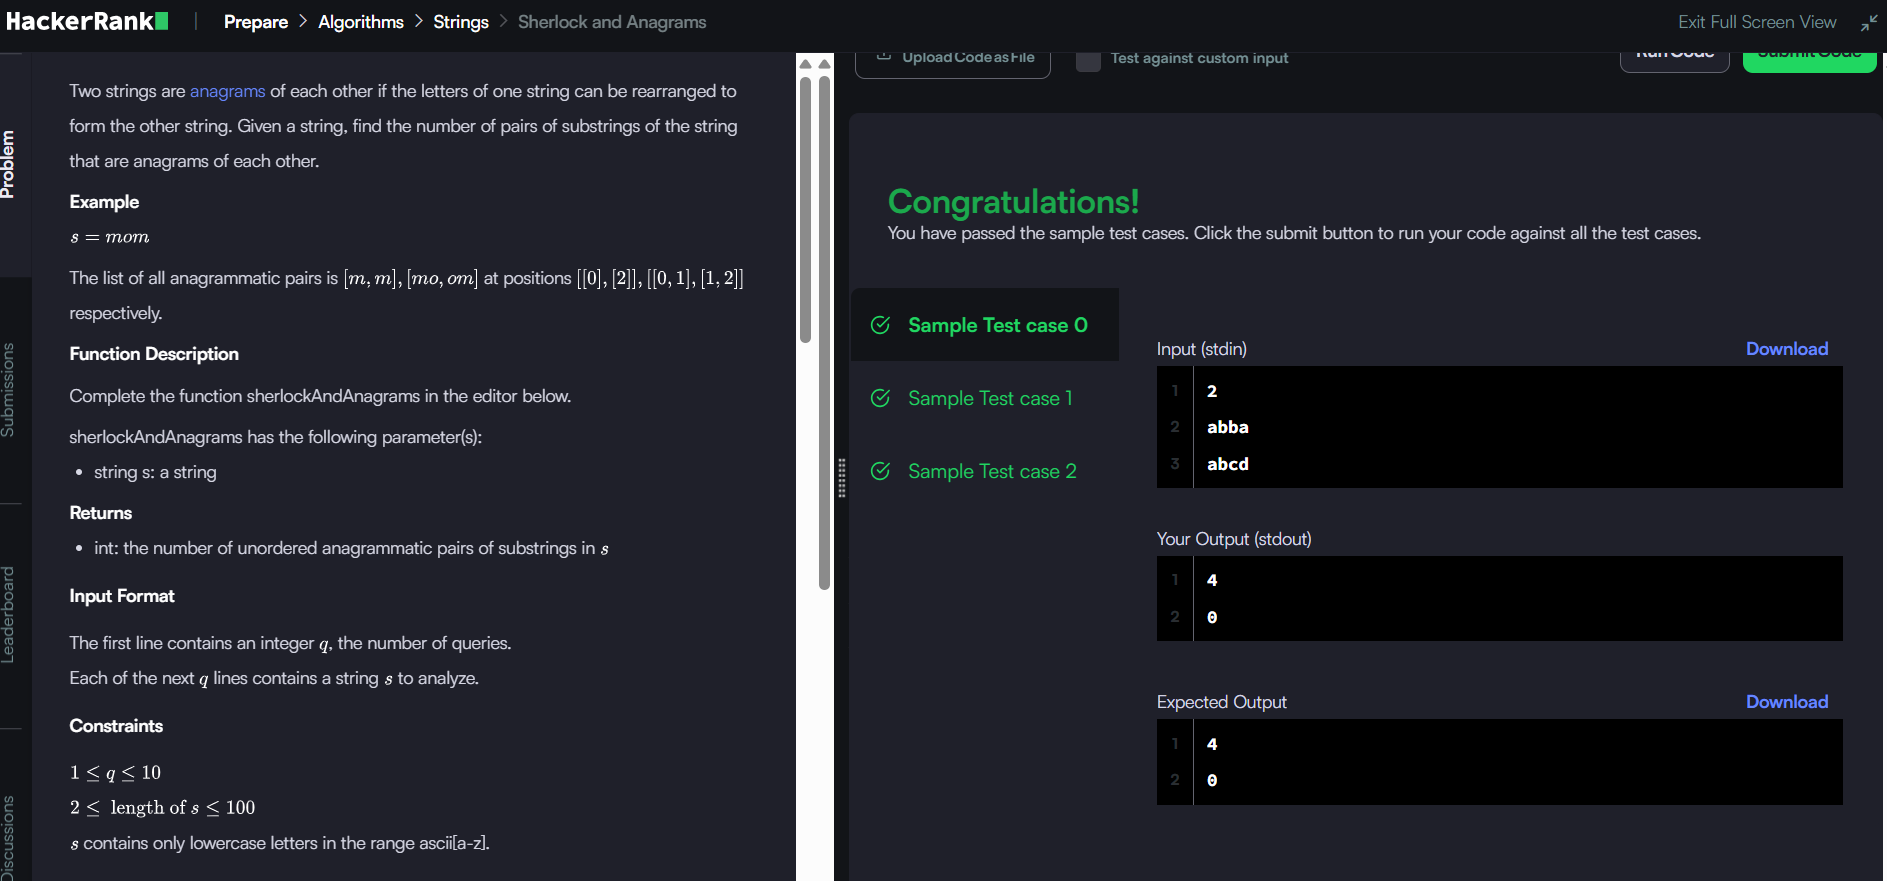 HackerRank | Prepare > Algorithms > Strings > Sherlock and Anagrams
Exit Full Screen View
Problem
Submissions
Leaderboard
Discussions
Two strings are anagrams of each other if the letters of one string can be rearranged to
form the other string. Given a string, find the number of pairs of substrings of the string
that are anagrams of each other.
Example
s = mom
The list of all anagrammatic pairs is [m, m], [mo, om] at positions [[0], [2]], [[0, 1], [1, 2]]
respectively.
Function Description
Complete the function sherlockAndAnagrams in the editor below.
sherlockAndAnagrams has the following parameter(s):
• string s: a string
Returns
• int: the number of unordered anagrammatic pairs of substrings in s
Input Format
The first line contains an integer q, the number of queries.
Each of the next q lines contains a string s to analyze.
Constraints
1 ≤ q ≤ 10
2 ≤ length of s ≤ 100
s contains only lowercase letters in the range ascii[a-z].
Upload Code as File
Test against custom input
Run Code
Submit Code
Congratulations!
You have passed the sample test cases. Click the submit button to run your code against all the test cases.
Sample Test case 0
Sample Test case 1
Sample Test case 2
Input (stdin)
Download
1 2
2 abba
3 abcd
Your Output (stdout)
1 4
2 0
Expected Output
Download
1 4
2 0